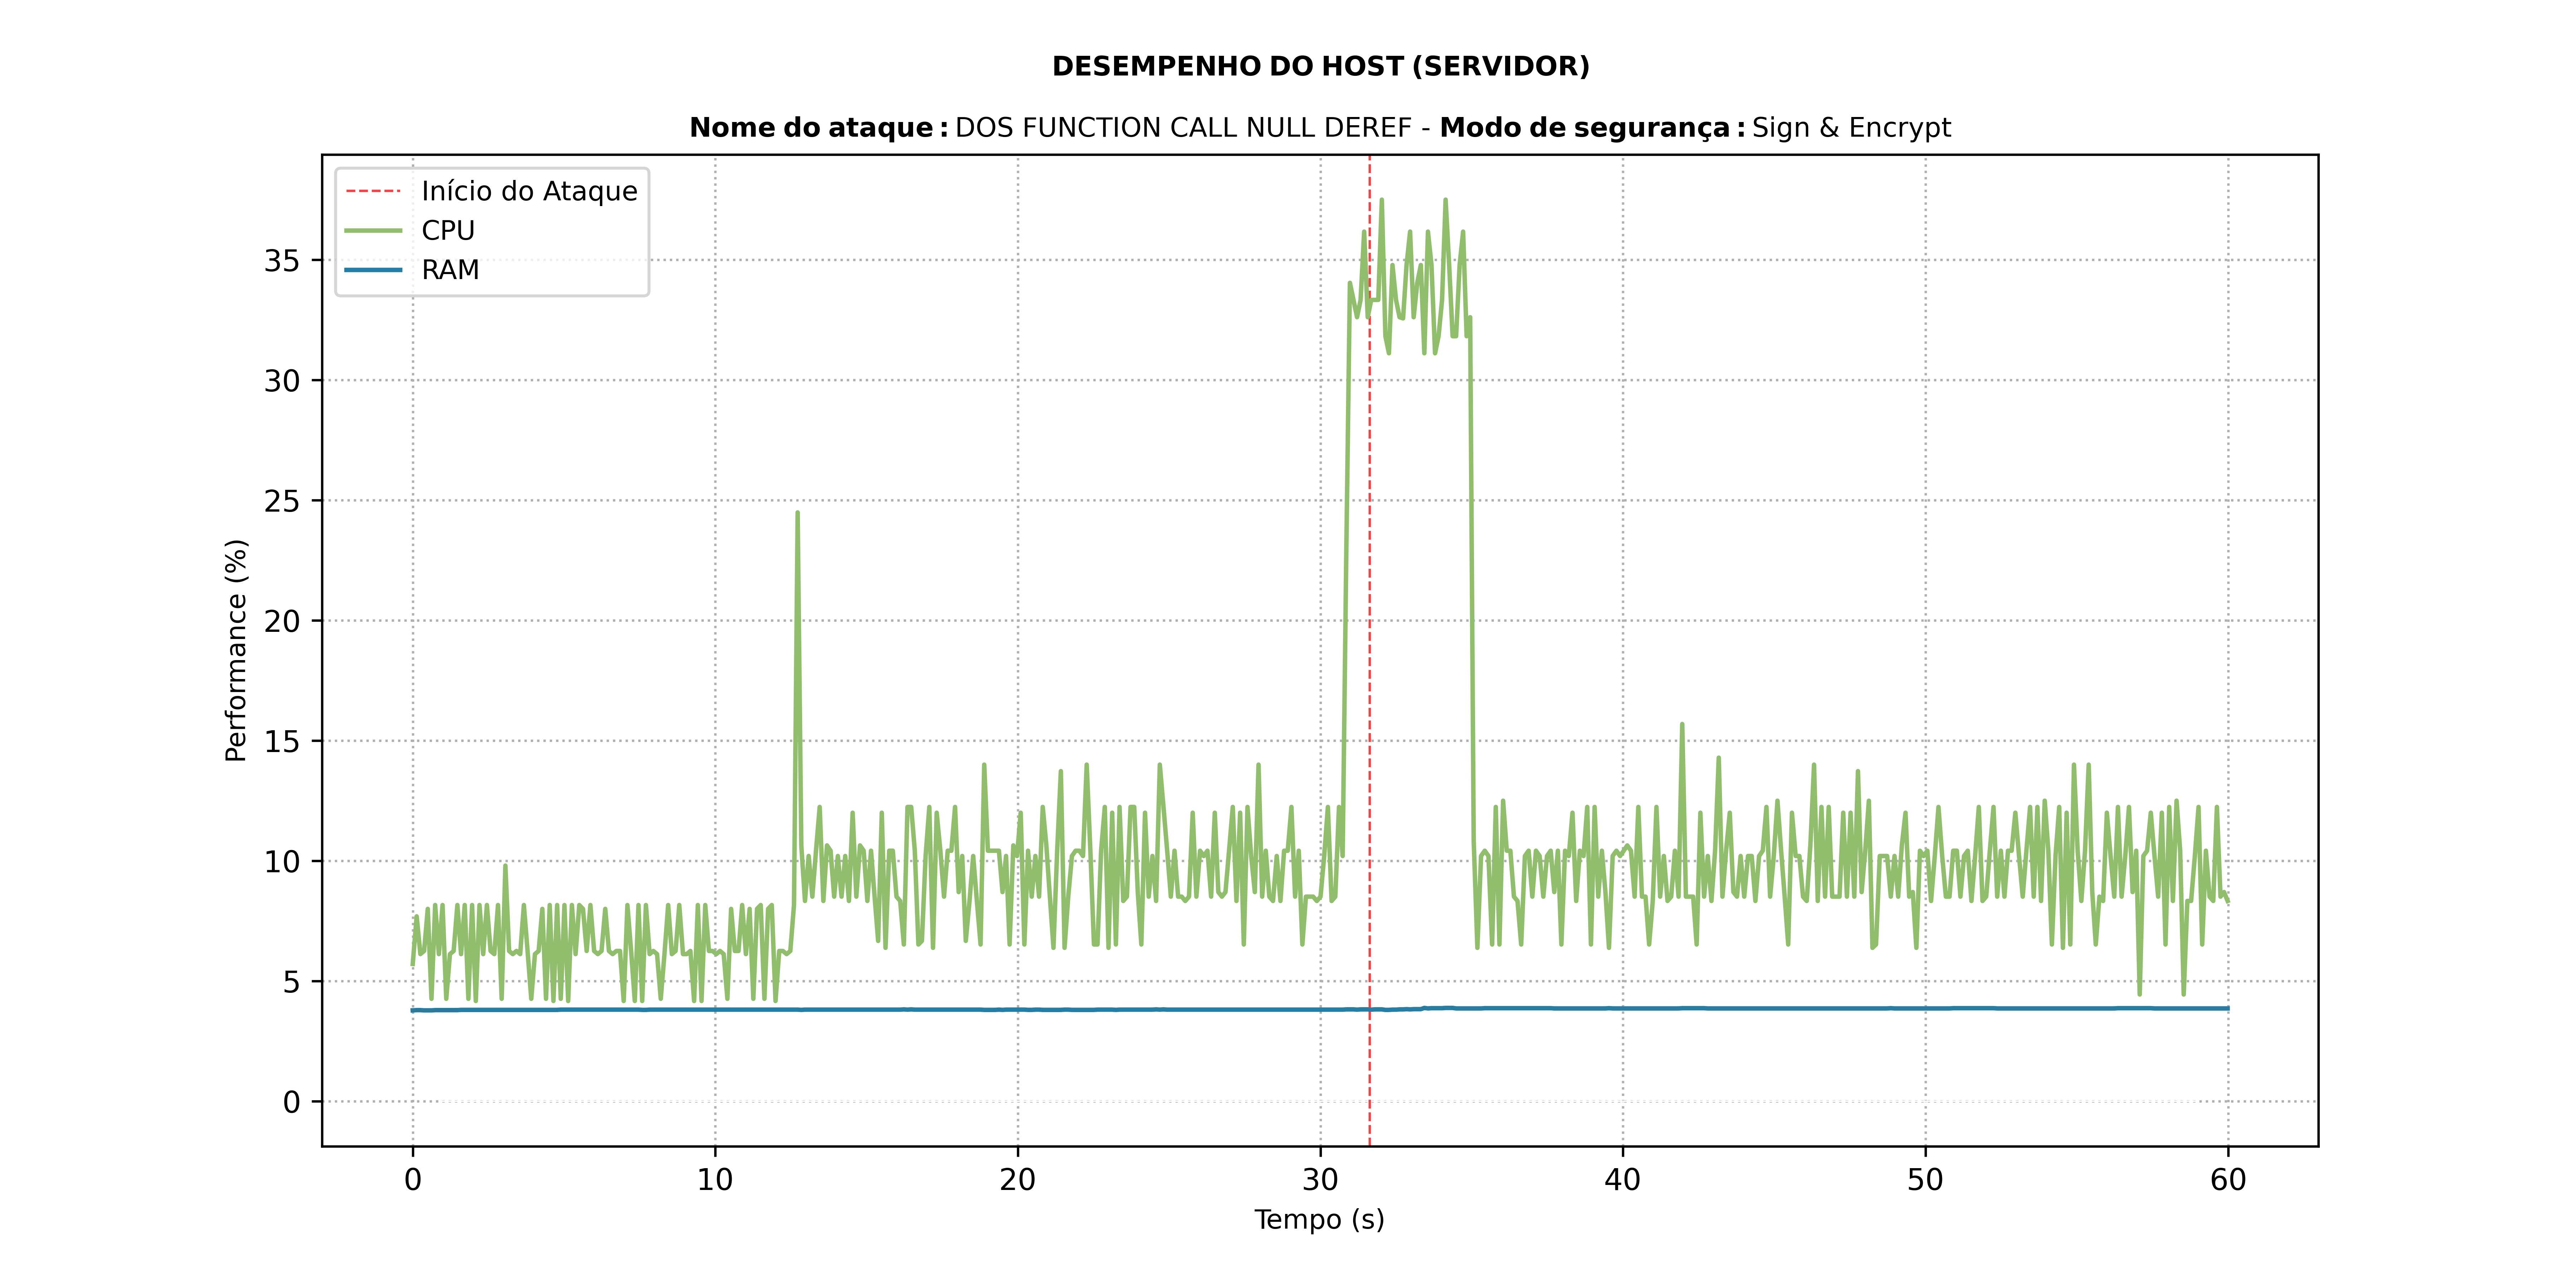 DESEMPENHO DO HOST (SERVIDOR)
Nome do ataque : DOS FUNCTION CALL NULL DEREF - Modo de segurança : Sign & Encrypt
Início do Ataque
CPU
RAM
35
30
25
20
15
10
5
0
Performance (%)
0 10 20 30 40 50 60
Tempo (s)